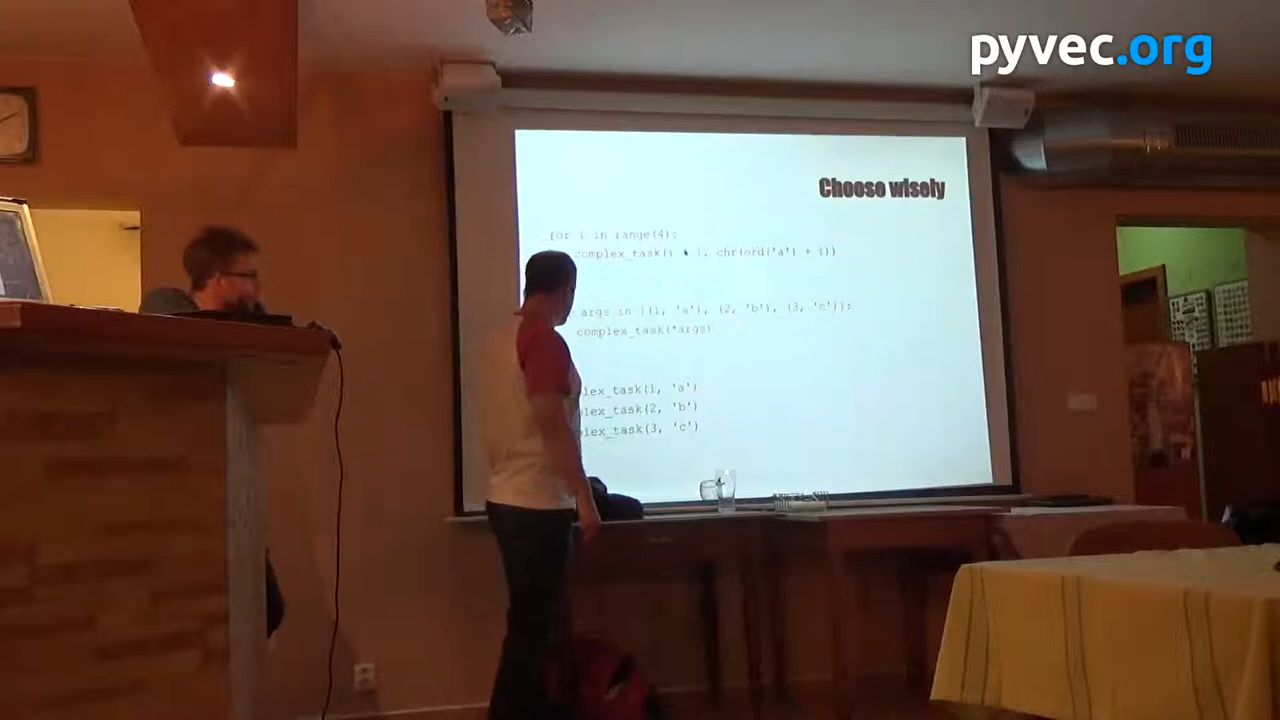 pyvec.org
Choose wisely
for i in range(4):
complex_task(i
), chr(ord('a') + i))
args in [(1, 'a'), (2, 'b'), (3, 'c')]:
complex_task(*args)
lex_task(1, 'a')
lex_task(2, 'b')
lex_task(3, 'c')